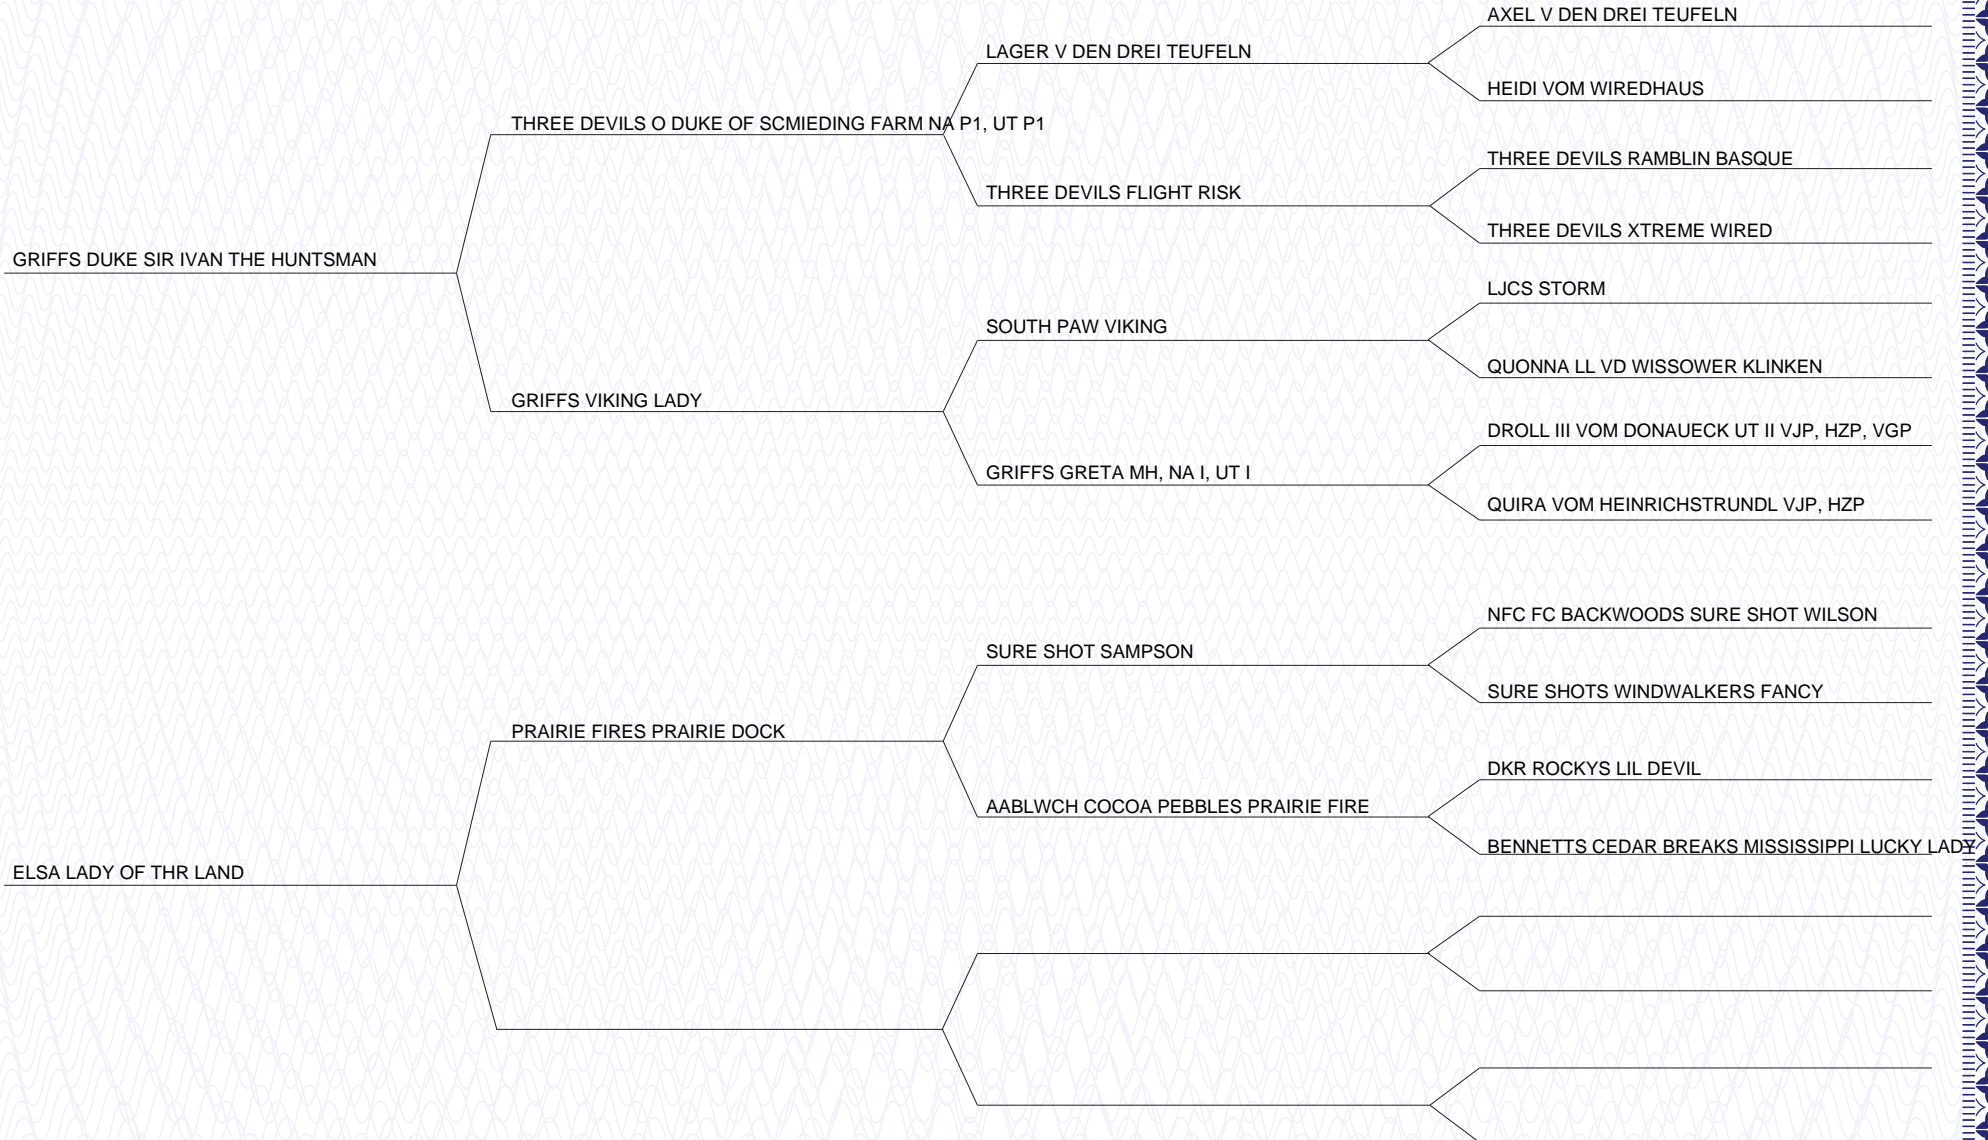 AXEL V DEN DREI TEUFELN
LAGER V DEN DREI TEUFELN
HEIDI VOM WIREDHAUS
THREE DEVILS O DUKE OF SCMIEDING FARM NA P1, UT P1
THREE DEVILS RAMBLIN BASQUE
THREE DEVILS FLIGHT RISK
THREE DEVILS XTREME WIRED
GRIFFS DUKE SIR IVAN THE HUNTSMAN
LJCS STORM
SOUTH PAW VIKING
QUONNA LL VD WISSOWER KLINKEN
GRIFFS VIKING LADY
DROLL III VOM DONAUECK UT II VJP, HZP, VGP
GRIFFS GRETA MH, NA I, UT I
QUIRA VOM HEINRICHSTRUNDL VJP, HZP
NFC FC BACKWOODS SURE SHOT WILSON
SURE SHOT SAMPSON
SURE SHOTS WINDWALKERS FANCY
PRAIRIE FIRES PRAIRIE DOCK
DKR ROCKYS LIL DEVIL
AABLWCH COCOA PEBBLES PRAIRIE FIRE
BENNETTS CEDAR BREAKS MISSISSIPPI LUCKY LADY
ELSA LADY OF THR LAND